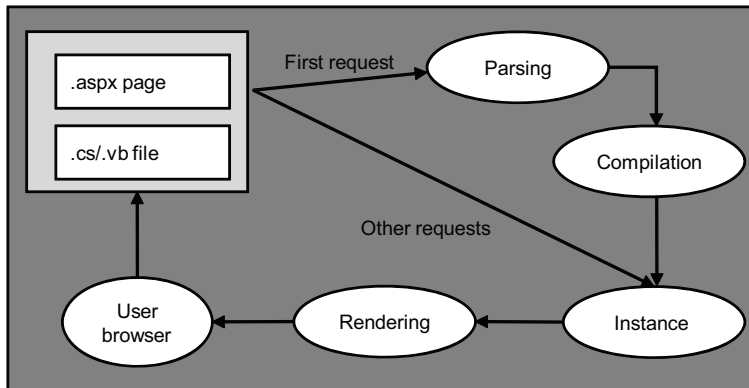 First request
Parsing
.aspx page
.cs/.vb file
Compilation
Other requests
User
browser
Rendering
Instance